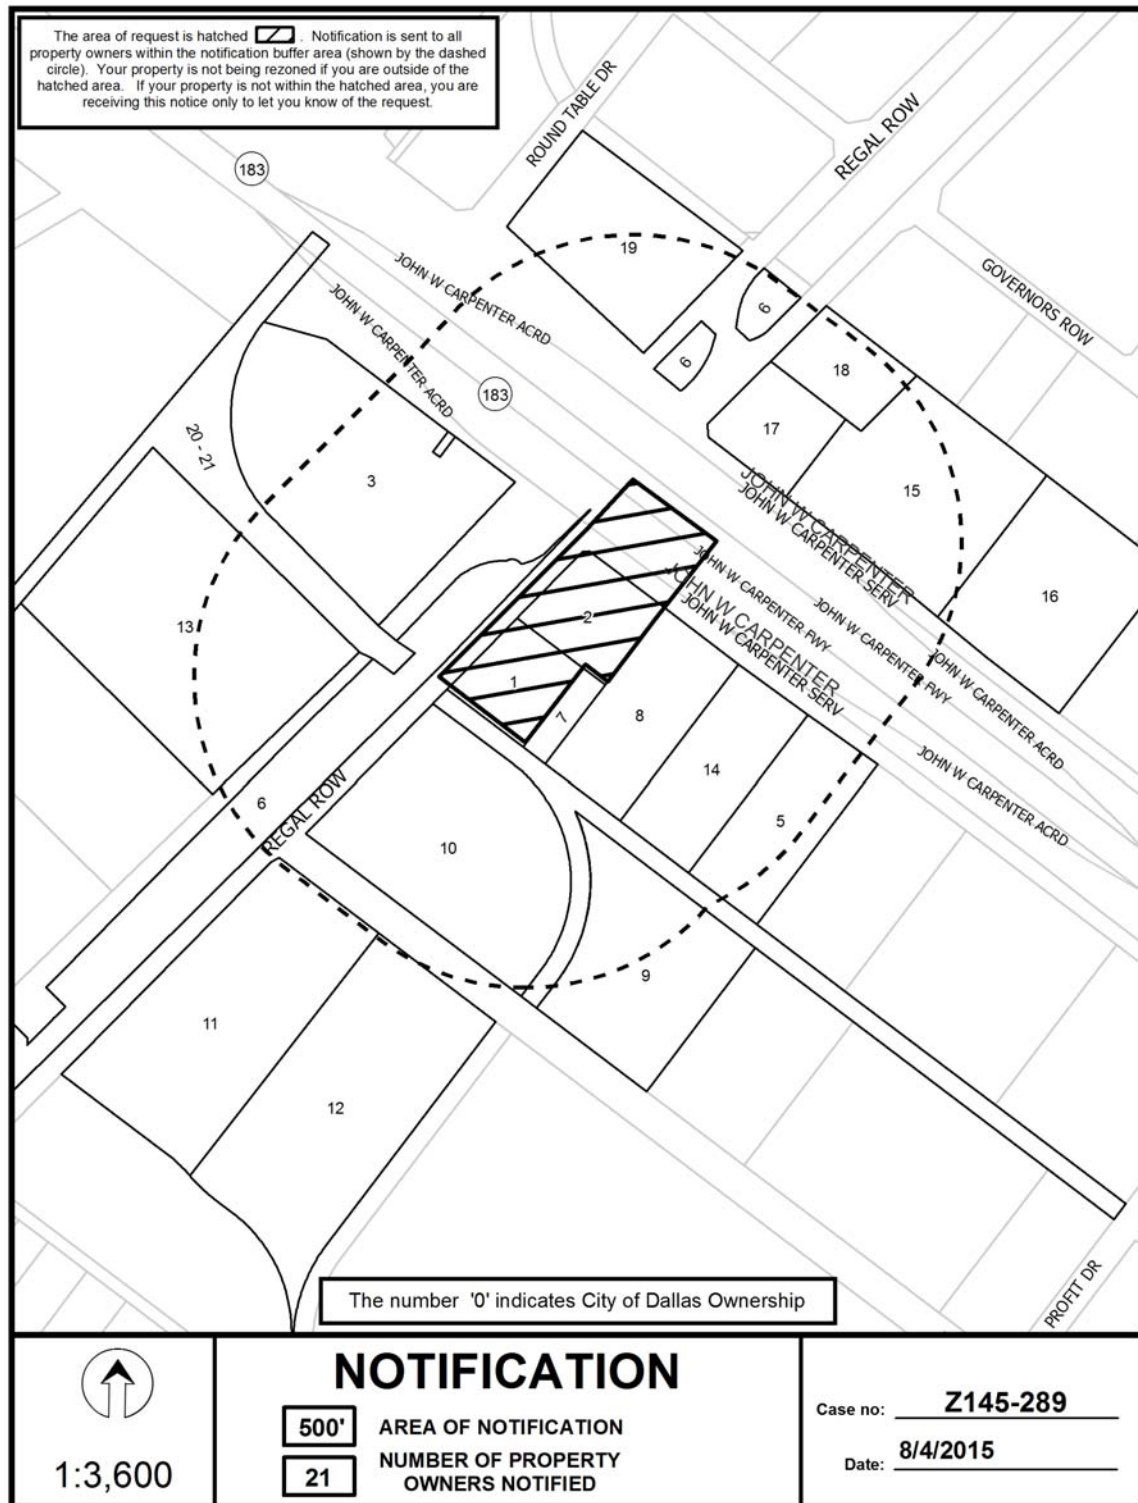 The area of request is hatched . Notification is sent to all
property owners within the notification buffer area (shown by the dashed
circle). Your property is not being rezoned if you are outside of the
hatched area. If your property is not within the hatched area, you are
receiving this notice only to let you know of the request.
ROUND TABLE DR
REGAL ROW
183
19
JOHN W CARPENTER ACRD
GOVERNORS ROW
JOHN W CARPENTER ACRD
6
6
18
183
17
20 - 21
3
15
JOHN W CARPENTER
JOHN W CARPENTER SERV
JOHN W CARPENTER FWY
JOHN W CARPENTER
JOHN W CARPENTER SERV
JOHN W CARPENTER FWY
16
2
13
JOHN W CARPENTER ACRD
1
7
8
JOHN W CARPENTER ACRD
14
6
REGAL ROW
5
10
9
11
12
PROFIT DR
The number '0' indicates City of Dallas Ownership
1:3,600
NOTIFICATION
500' AREA OF NOTIFICATION
21 NUMBER OF PROPERTY
OWNERS NOTIFIED
Case no: Z145-289
Date: 8/4/2015